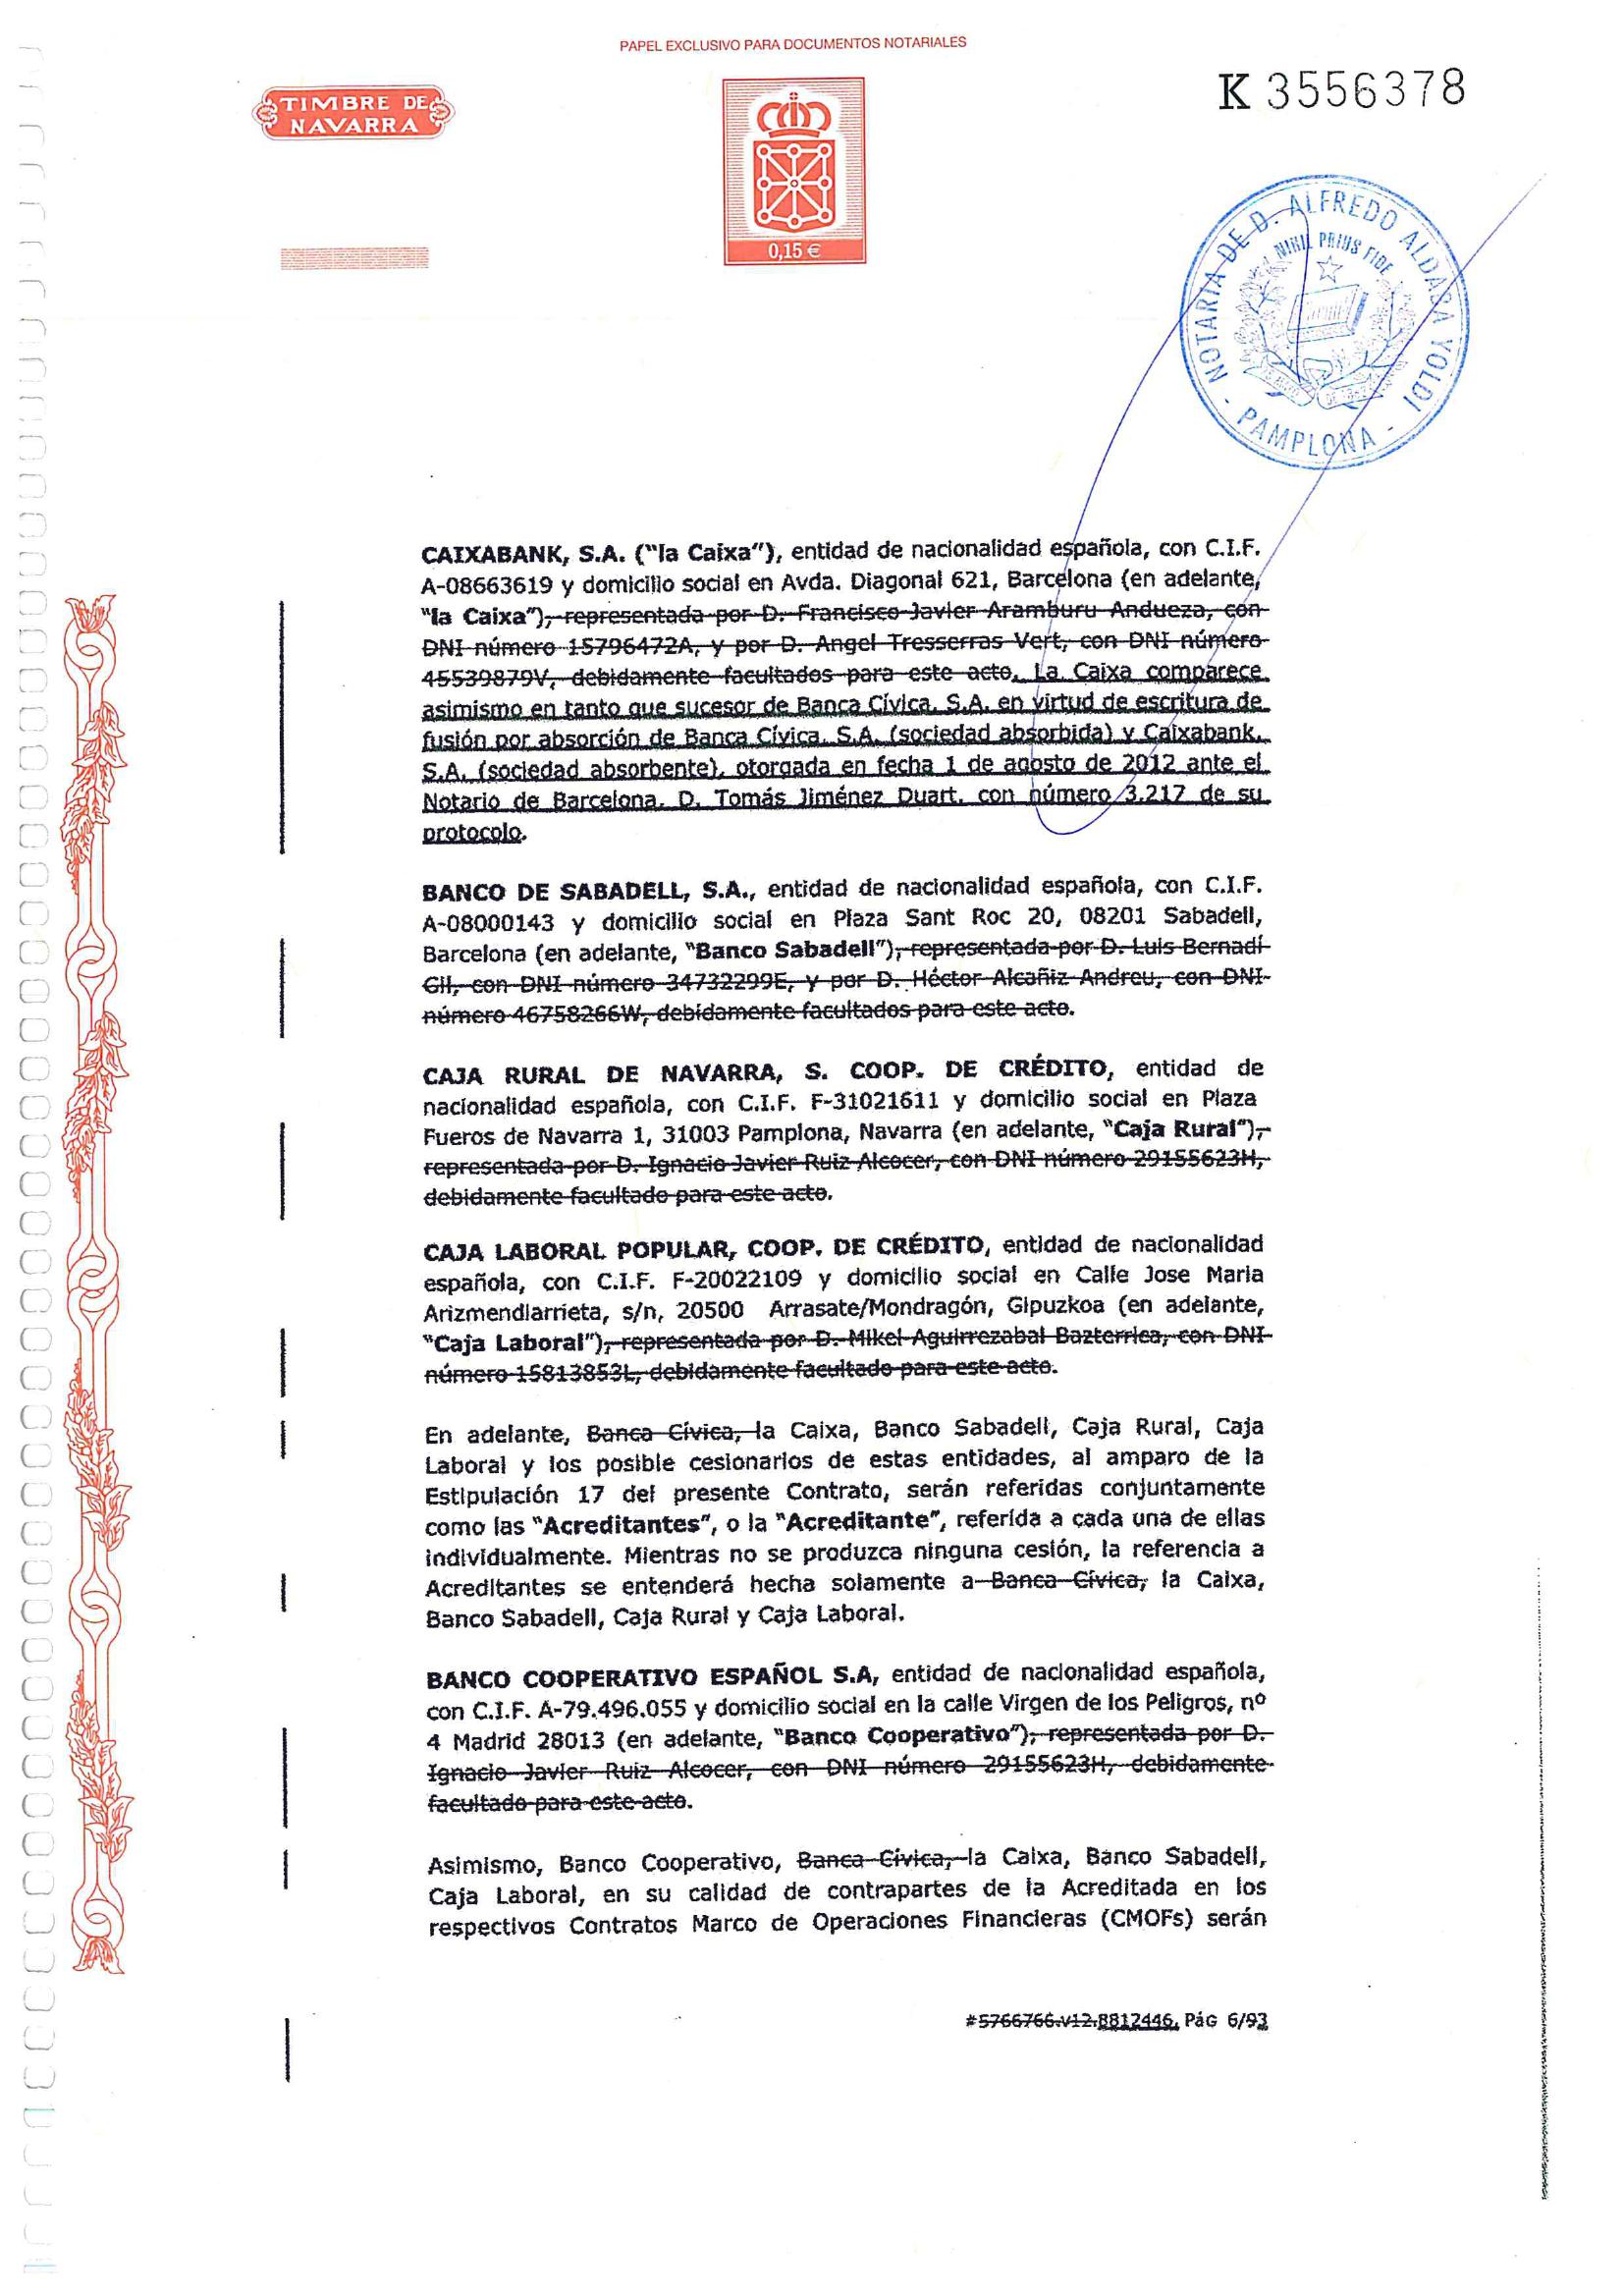 PAPEL EXCLUSIVO PARA DOCUMENTOS NOTARIALES
TIMBRE DE
NAVARRA
K 3556378
0,15 €
NOTARIA DE D. ALFREDO ALDABA YOLDI
- PAMPLONA -
NIHIL PRIUS FIDE
CAIXABANK, S.A. ("la Caixa"), entidad de nacionalidad española, con C.I.F.
A-08663619 y domicilio social en Avda. Diagonal 621, Barcelona (en adelante,
"la Caixa"), representada por D. Francisco Javier Aramburu Andueza, con
DNI número 15796472A, y por D. Angel Tresserras Vert, con DNI número
45539879V, debidamente facultados para este acto. La Caixa comparece
asimismo en tanto que sucesor de Banca Cívica, S.A. en virtud de escritura de
fusión por absorción de Banca Cívica, S.A. (sociedad absorbida) y Caixabank,
S.A. (sociedad absorbente), otorgada en fecha 1 de agosto de 2012 ante el
Notario de Barcelona, D. Tomás Jiménez Duart, con número 3.217 de su
protocolo.
BANCO DE SABADELL, S.A., entidad de nacionalidad española, con C.I.F.
A-08000143 y domicilio social en Plaza Sant Roc 20, 08201 Sabadell,
Barcelona (en adelante, "Banco Sabadell"), representada por D. Luis Bernadí
Gil, con DNI número 34732299E, y por D. Héctor Alcañiz Andreu, con DNI
número 46758266W, debidamente facultados para este acto.
CAJA RURAL DE NAVARRA, S. COOP. DE CRÉDITO, entidad de
nacionalidad española, con C.I.F. F-31021611 y domicilio social en Plaza
Fueros de Navarra 1, 31003 Pamplona, Navarra (en adelante, "Caja Rural"),
representada por D. Ignacio Javier Ruiz Alcocer, con DNI número 29155623H,
debidamente facultado para este acto.
CAJA LABORAL POPULAR, COOP. DE CRÉDITO, entidad de nacionalidad
española, con C.I.F. F-20022109 y domicilio social en Calle Jose Maria
Arizmendiarrieta, s/n, 20500 Arrasate/Mondragón, Gipuzkoa (en adelante,
"Caja Laboral"), representada por D. Mikel Aguirrezabal Bazterrica, con DNI
número 15813853L, debidamente facultado para este acto.
En adelante, Banca Cívica, la Caixa, Banco Sabadell, Caja Rural, Caja
Laboral y los posible cesionarios de estas entidades, al amparo de la
Estipulación 17 del presente Contrato, serán referidas conjuntamente
como las "Acreditantes", o la "Acreditante", referida a cada una de ellas
individualmente. Mientras no se produzca ninguna cesión, la referencia a
Acreditantes se entenderá hecha solamente a Banca Cívica, la Caixa,
Banco Sabadell, Caja Rural y Caja Laboral.
BANCO COOPERATIVO ESPAÑOL S.A, entidad de nacionalidad española,
con C.I.F. A-79.496.055 y domicilio social en la calle Virgen de los Peligros, nº
4 Madrid 28013 (en adelante, "Banco Cooperativo"), representada por D.
Ignacio Javier Ruiz Alcocer, con DNI número 29155623H, debidamente
facultado para este acto.
Asimismo, Banco Cooperativo, Banca Cívica, la Caixa, Banco Sabadell,
Caja Laboral, en su calidad de contrapartes de la Acreditada en los
respectivos Contratos Marco de Operaciones Financieras (CMOFs) serán
#5766766.v12.8812446. PáG 6/93